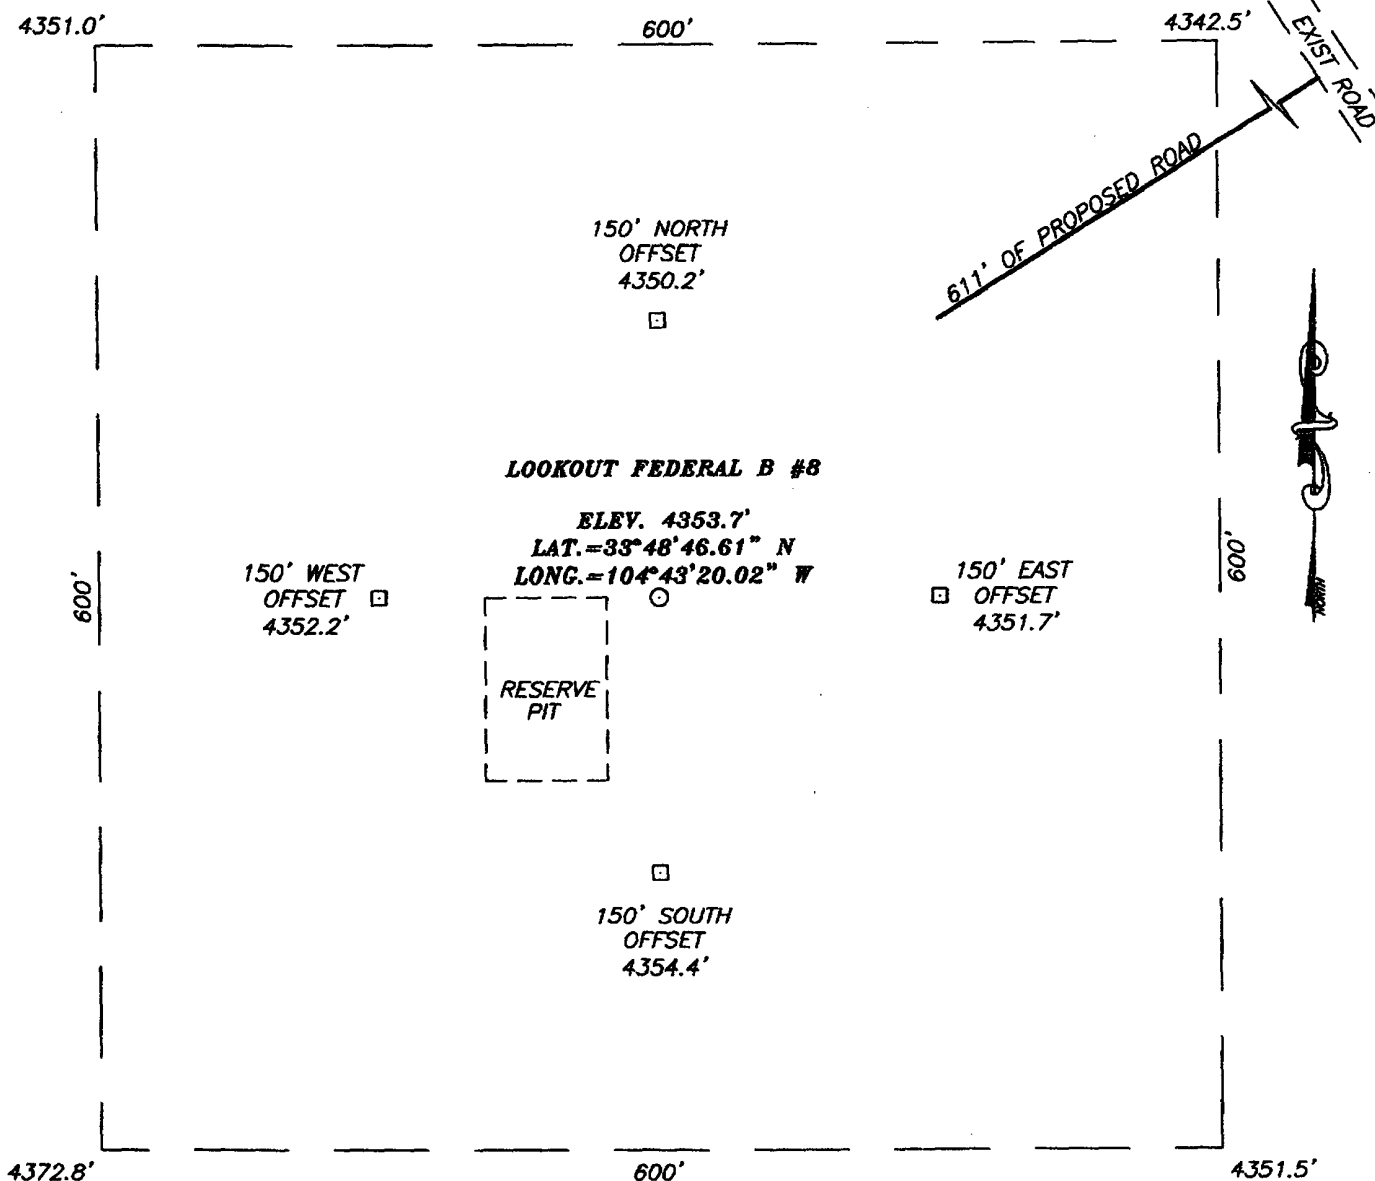 4351.0'
600'
4342.5'
EXIST ROAD
611' OF PROPOSED ROAD
150' NORTH
OFFSET
4350.2'
LOOKOUT FEDERAL B #8
ELEV. 4353.7'
LAT.=33°48'46.61" N
LONG.=104°43'20.02" W
600'
150' WEST
OFFSET
4352.2'
150' EAST
OFFSET
4351.7'
600'
NORTH
RESERVE
PIT
150' SOUTH
OFFSET
4354.4'
4372.8'
600'
4351.5'